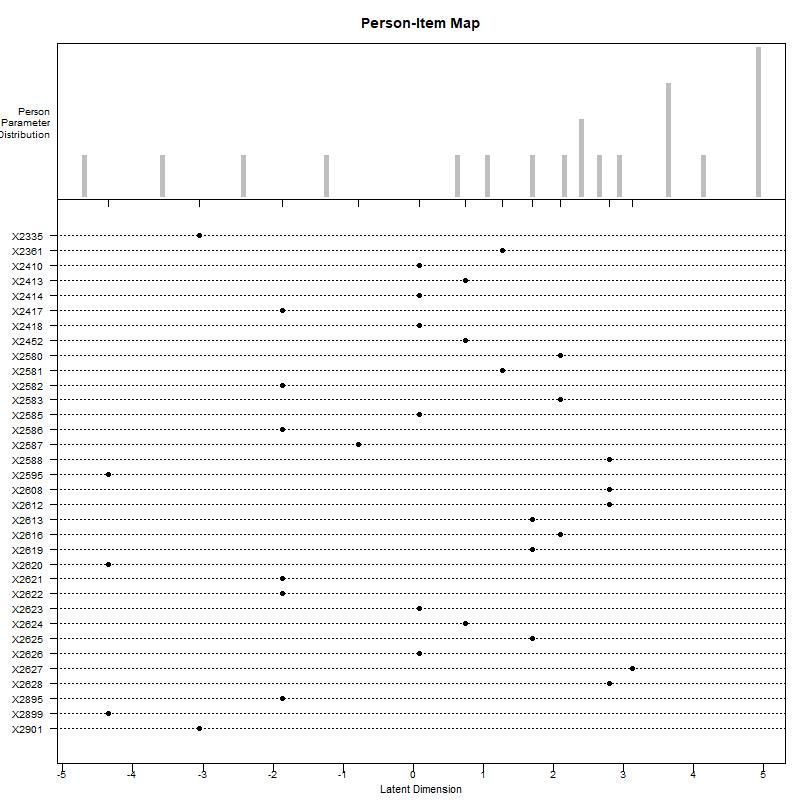 Person-Item Map
Person
Parameter
Distribution
X2335
X2361
X2410
X2413
X2414
X2417
X2418
X2452
X2580
X2581
X2582
X2583
X2585
X2586
X2587
X2588
X2595
X2608
X2612
X2613
X2616
X2619
X2620
X2621
X2622
X2623
X2624
X2625
X2626
X2627
X2628
X2895
X2899
X2901
-5 -4 -3 -2 -1 0 1 2 3 4 5
Latent Dimension